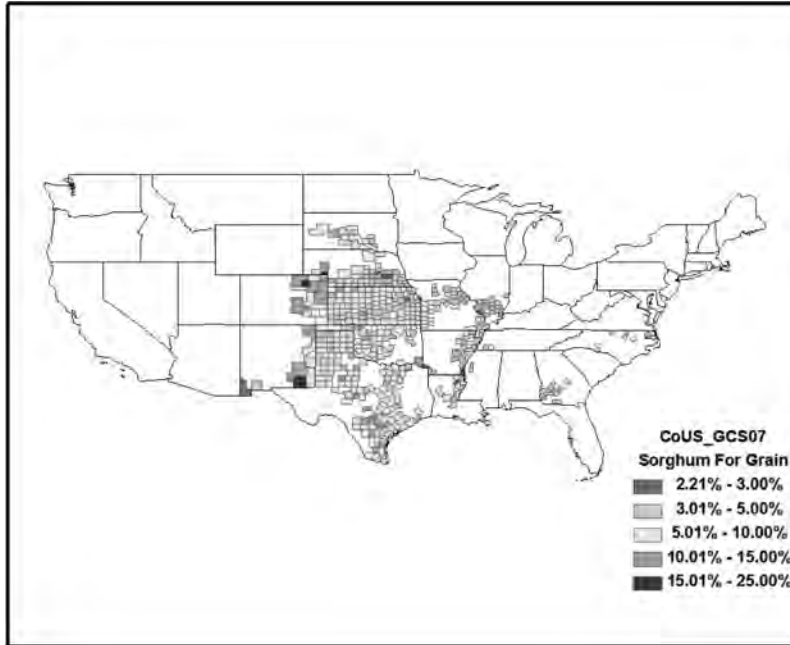 CoUS_GCS07
Sorghum For Grain
2.21% - 3.00%
3.01% - 5.00%
5.01% - 10.00%
10.01% - 15.00%
15.01% - 25.00%